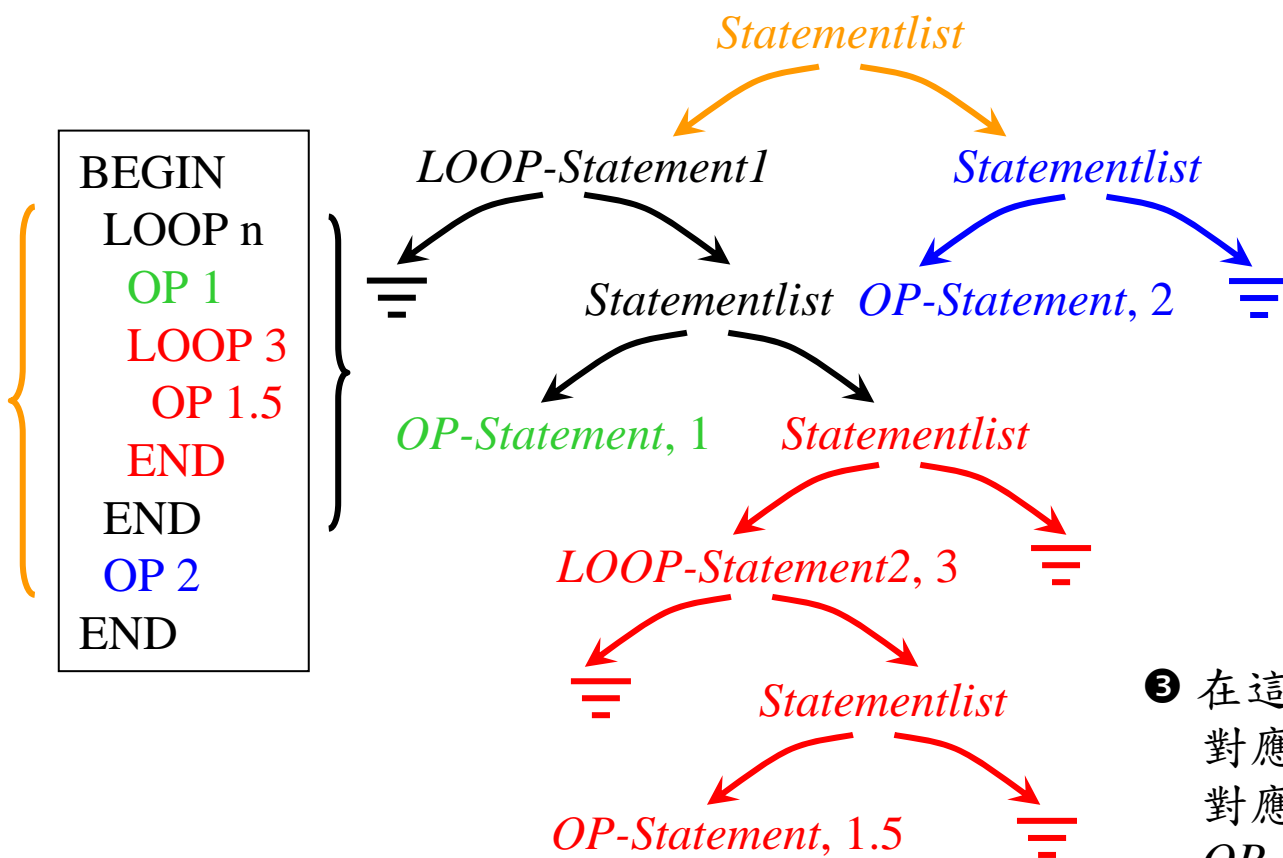 Statementlist
BEGIN
LOOP n
OP 1
LOOP 3
OP 1.5
END
END
OP 2
END
LOOP-Statement1
Statementlist
Statementlist
OP-Statement, 2
OP-Statement, 1
Statementlist
LOOP-Statement2, 3
Statementlist
OP-Statement, 1.5
❸ 在這
對應
對應
OP